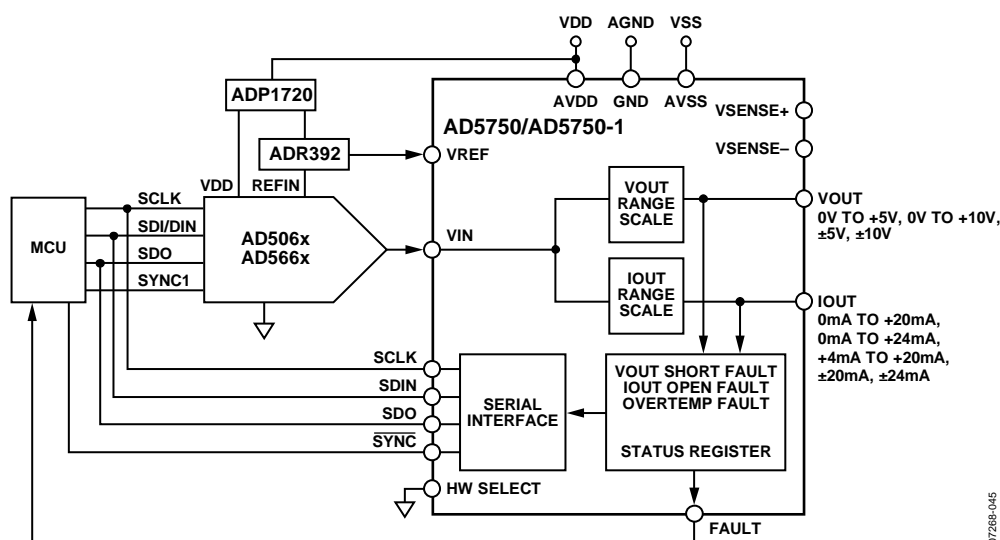 VDD AGND VSS
ADP1720
AVDD GND AVSS
AD5750/AD5750-1
VSENSE+
VSENSE–
ADR392
VREF
VDD REFIN
MCU
SCLK
SDI/DIN
SDO
SYNC1
AD506x
AD566x
VIN
VOUT
RANGE
SCALE
VOUT
0V TO +5V, 0V TO +10V,
±5V, ±10V
IOUT
RANGE
SCALE
IOUT
0mA TO +20mA,
0mA TO +24mA,
+4mA TO +20mA,
±20mA, ±24mA
SCLK
SDIN
SDO
SYNC
SERIAL
INTERFACE
VOUT SHORT FAULT
IOUT OPEN FAULT
OVERTEMP FAULT
STATUS REGISTER
HW SELECT
FAULT
07268-045